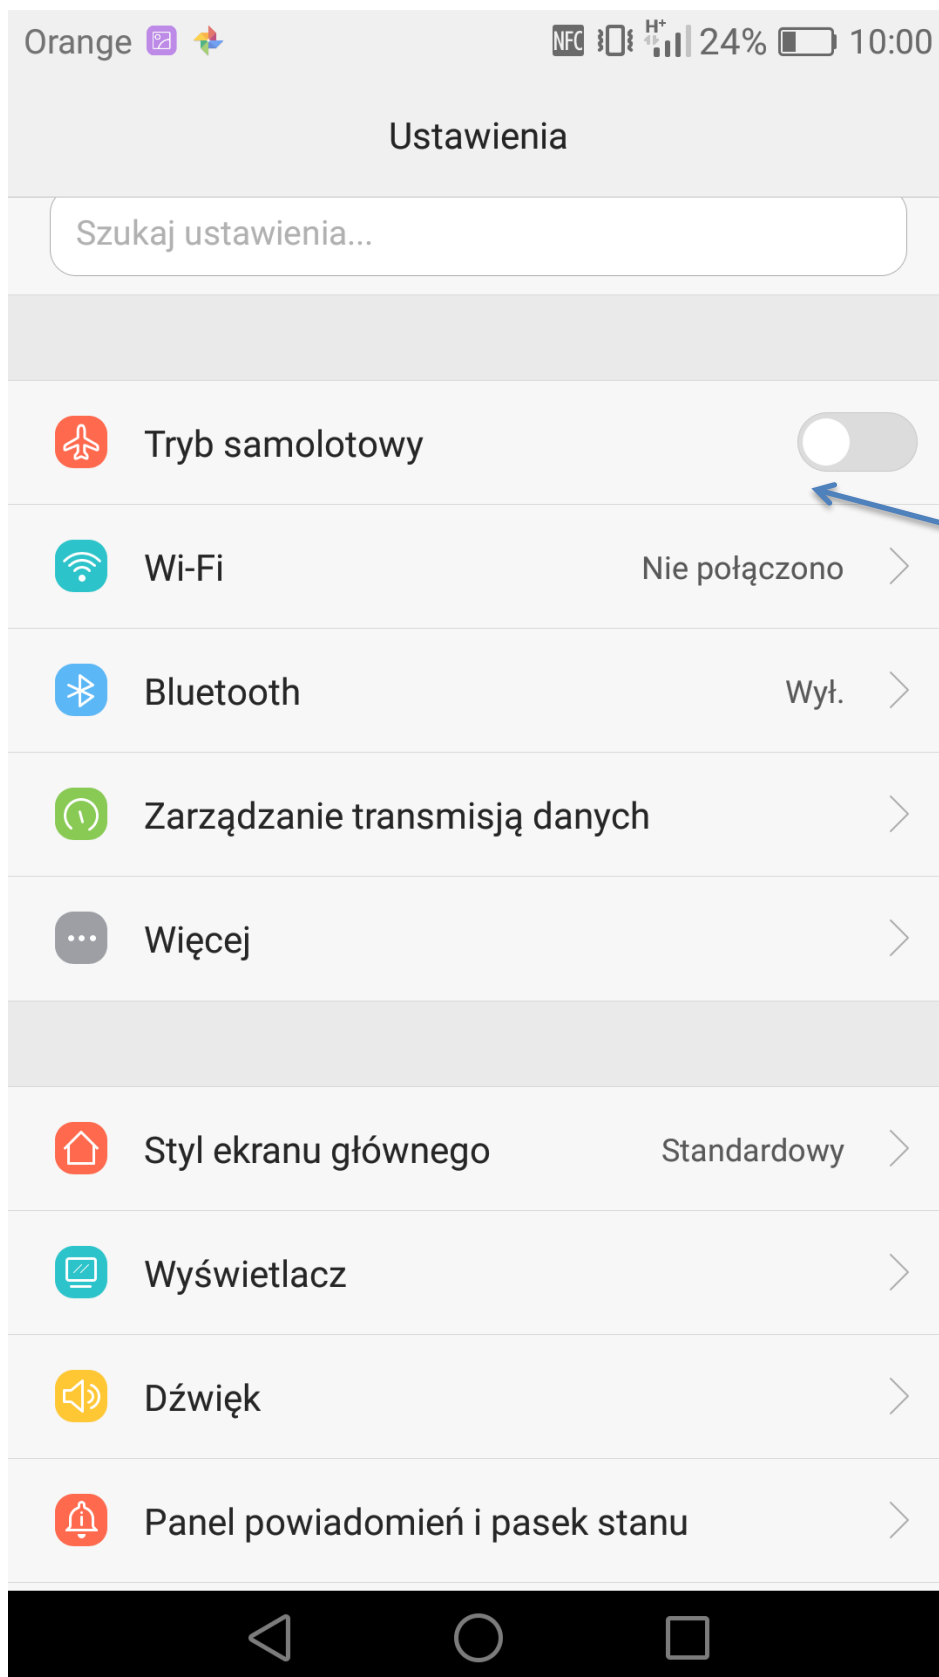 Orange NFC H+ 24% 10:00
Ustawienia
Szukaj ustawienia...
Tryb samolotowy
Wi-Fi Nie połączono
Bluetooth Wył.
Zarządzanie transmisją danych
Więcej
Styl ekranu głównego Standardowy
Wyświetlacz
Dźwięk
Panel powiadomień i pasek stanu